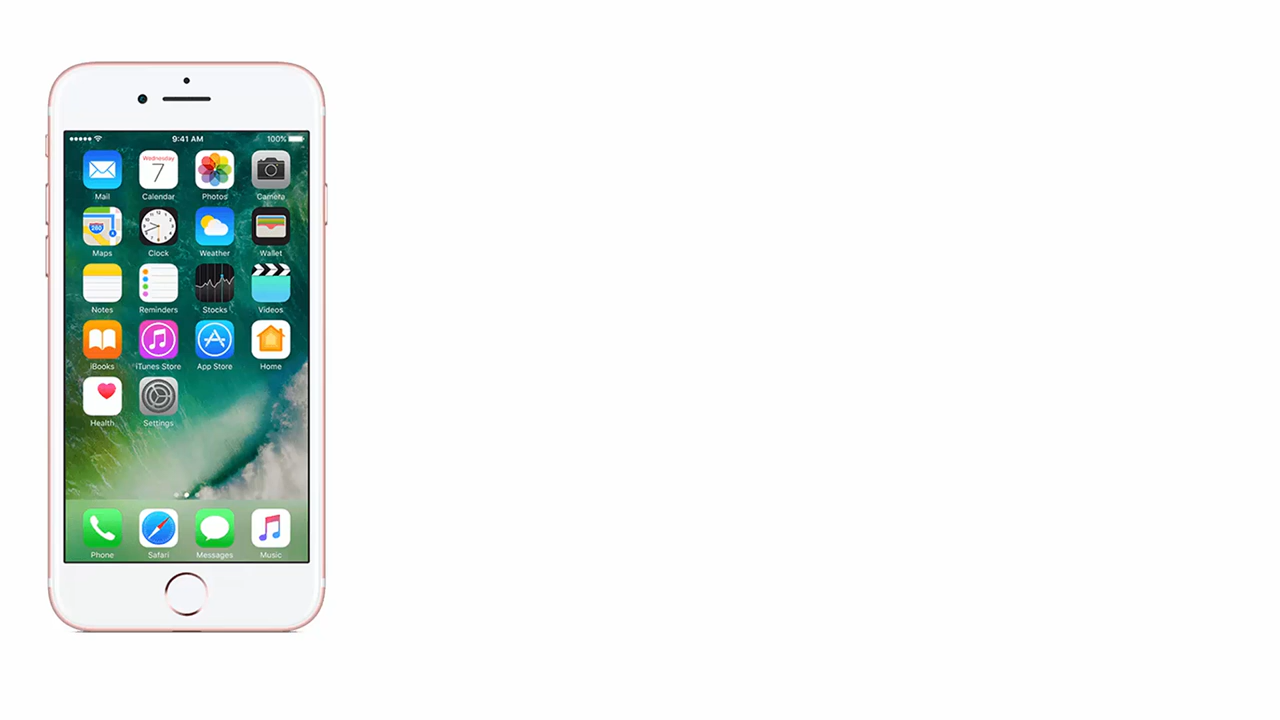 9:41 AM 100%
Wednesday
7
Mail Calendar Photos Camera
280
Maps Clock Weather Wallet
Notes Reminders Stocks Videos
iBooks iTunes Store App Store Home
Health Settings
Phone Safari Messages Music